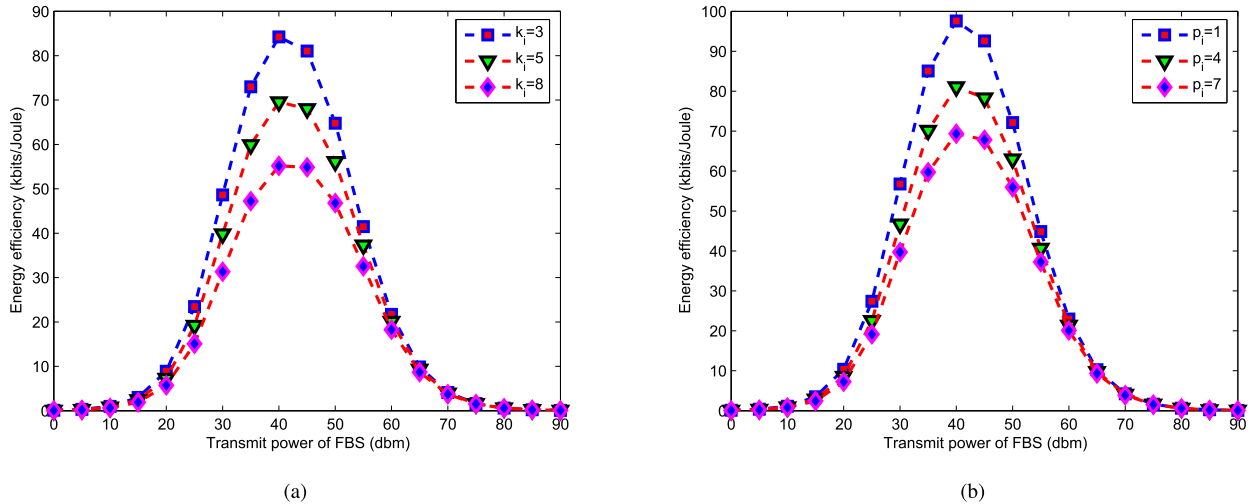 90
80
70
60
50
40
30
20
10
0
Energy efficiency (kbits/Joule)
k_i=3
k_i=5
k_i=8
0 10 20 30 40 50 60 70 80 90
Transmit power of FBS (dbm)
(a)
100
90
80
70
60
50
40
30
20
10
0
Energy efficiency (kbits/Joule)
p_i=1
p_i=4
p_i=7
0 10 20 30 40 50 60 70 80 90
Transmit power of FBS (dbm)
(b)